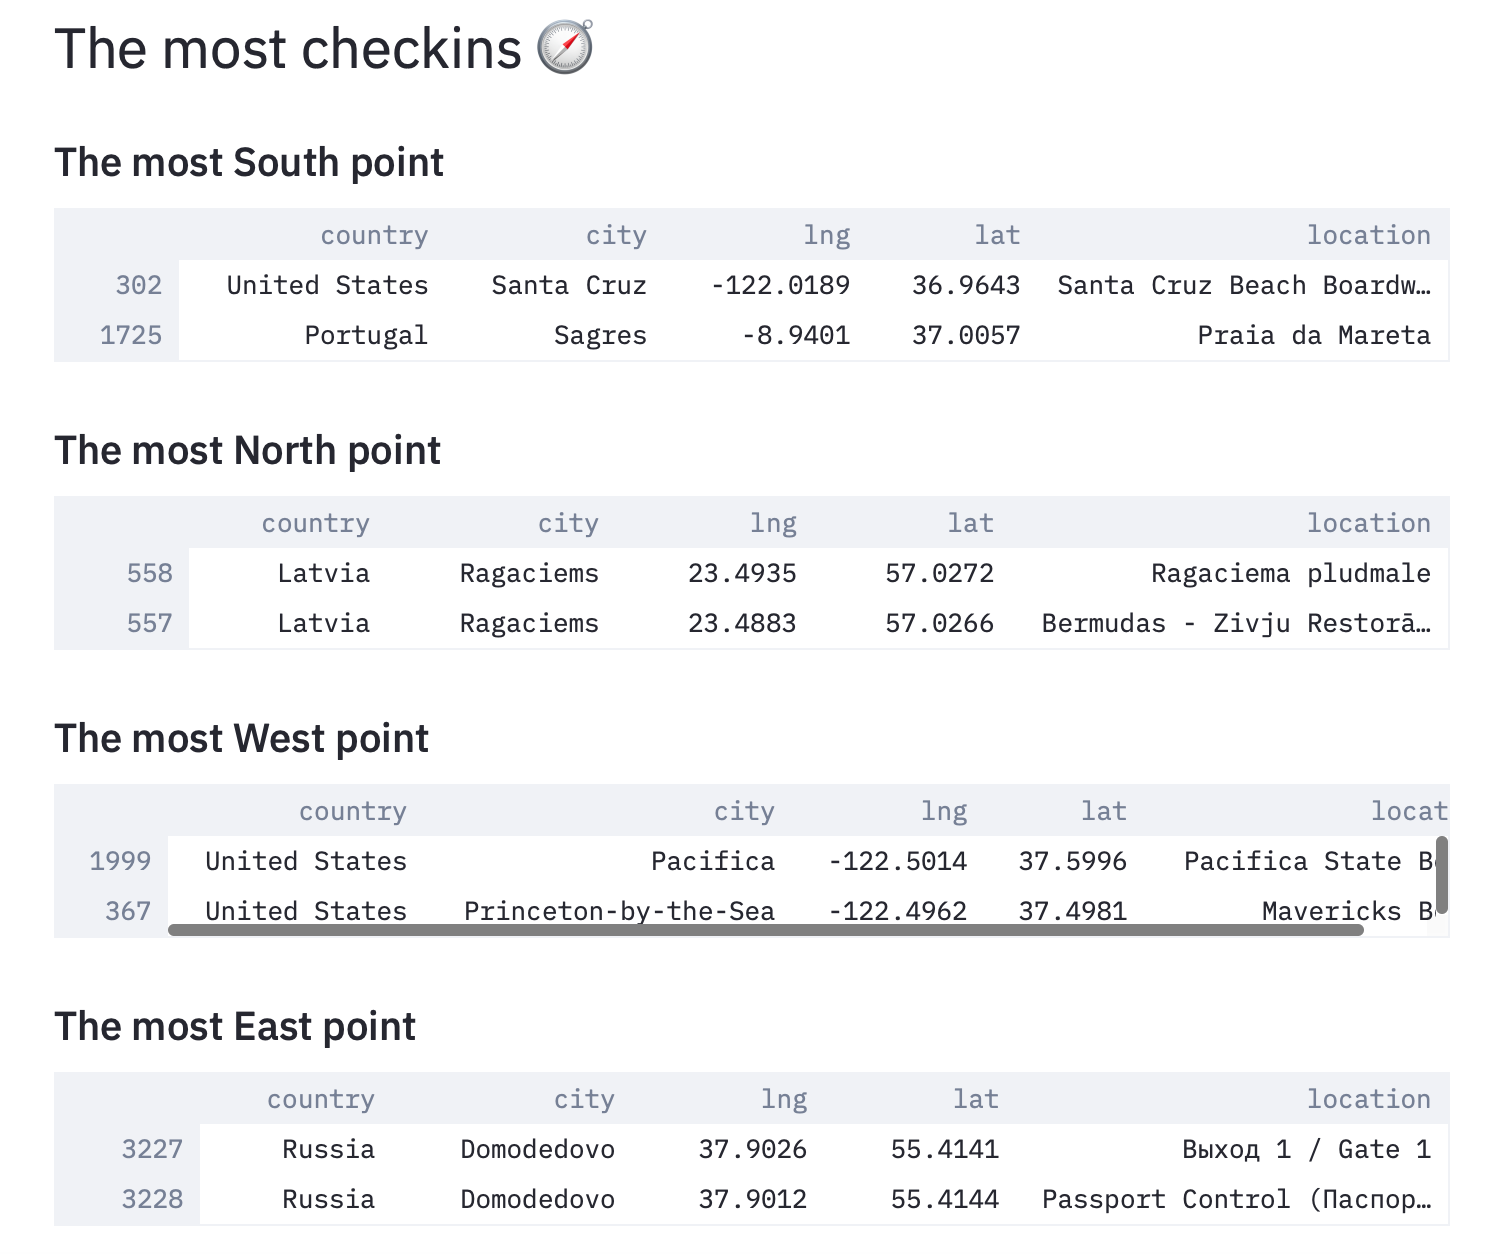 The most checkins
The most South point
country city lng lat location
302 United States Santa Cruz -122.0189 36.9643 Santa Cruz Beach Boardw…
1725 Portugal Sagres -8.9401 37.0057 Praia da Mareta
The most North point
country city lng lat location
558 Latvia Ragaciems 23.4935 57.0272 Ragaciema pludmale
557 Latvia Ragaciems 23.4883 57.0266 Bermudas - Zivju Restorā…
The most West point
country city lng lat locat
1999 United States Pacifica -122.5014 37.5996 Pacifica State
367 United States Princeton-by-the-Sea -122.4962 37.4981 Mavericks
The most East point
country city lng lat location
3227 Russia Domodedovo 37.9026 55.4141 Выход 1 / Gate 1
3228 Russia Domodedovo 37.9012 55.4144 Passport Control (Паспор…